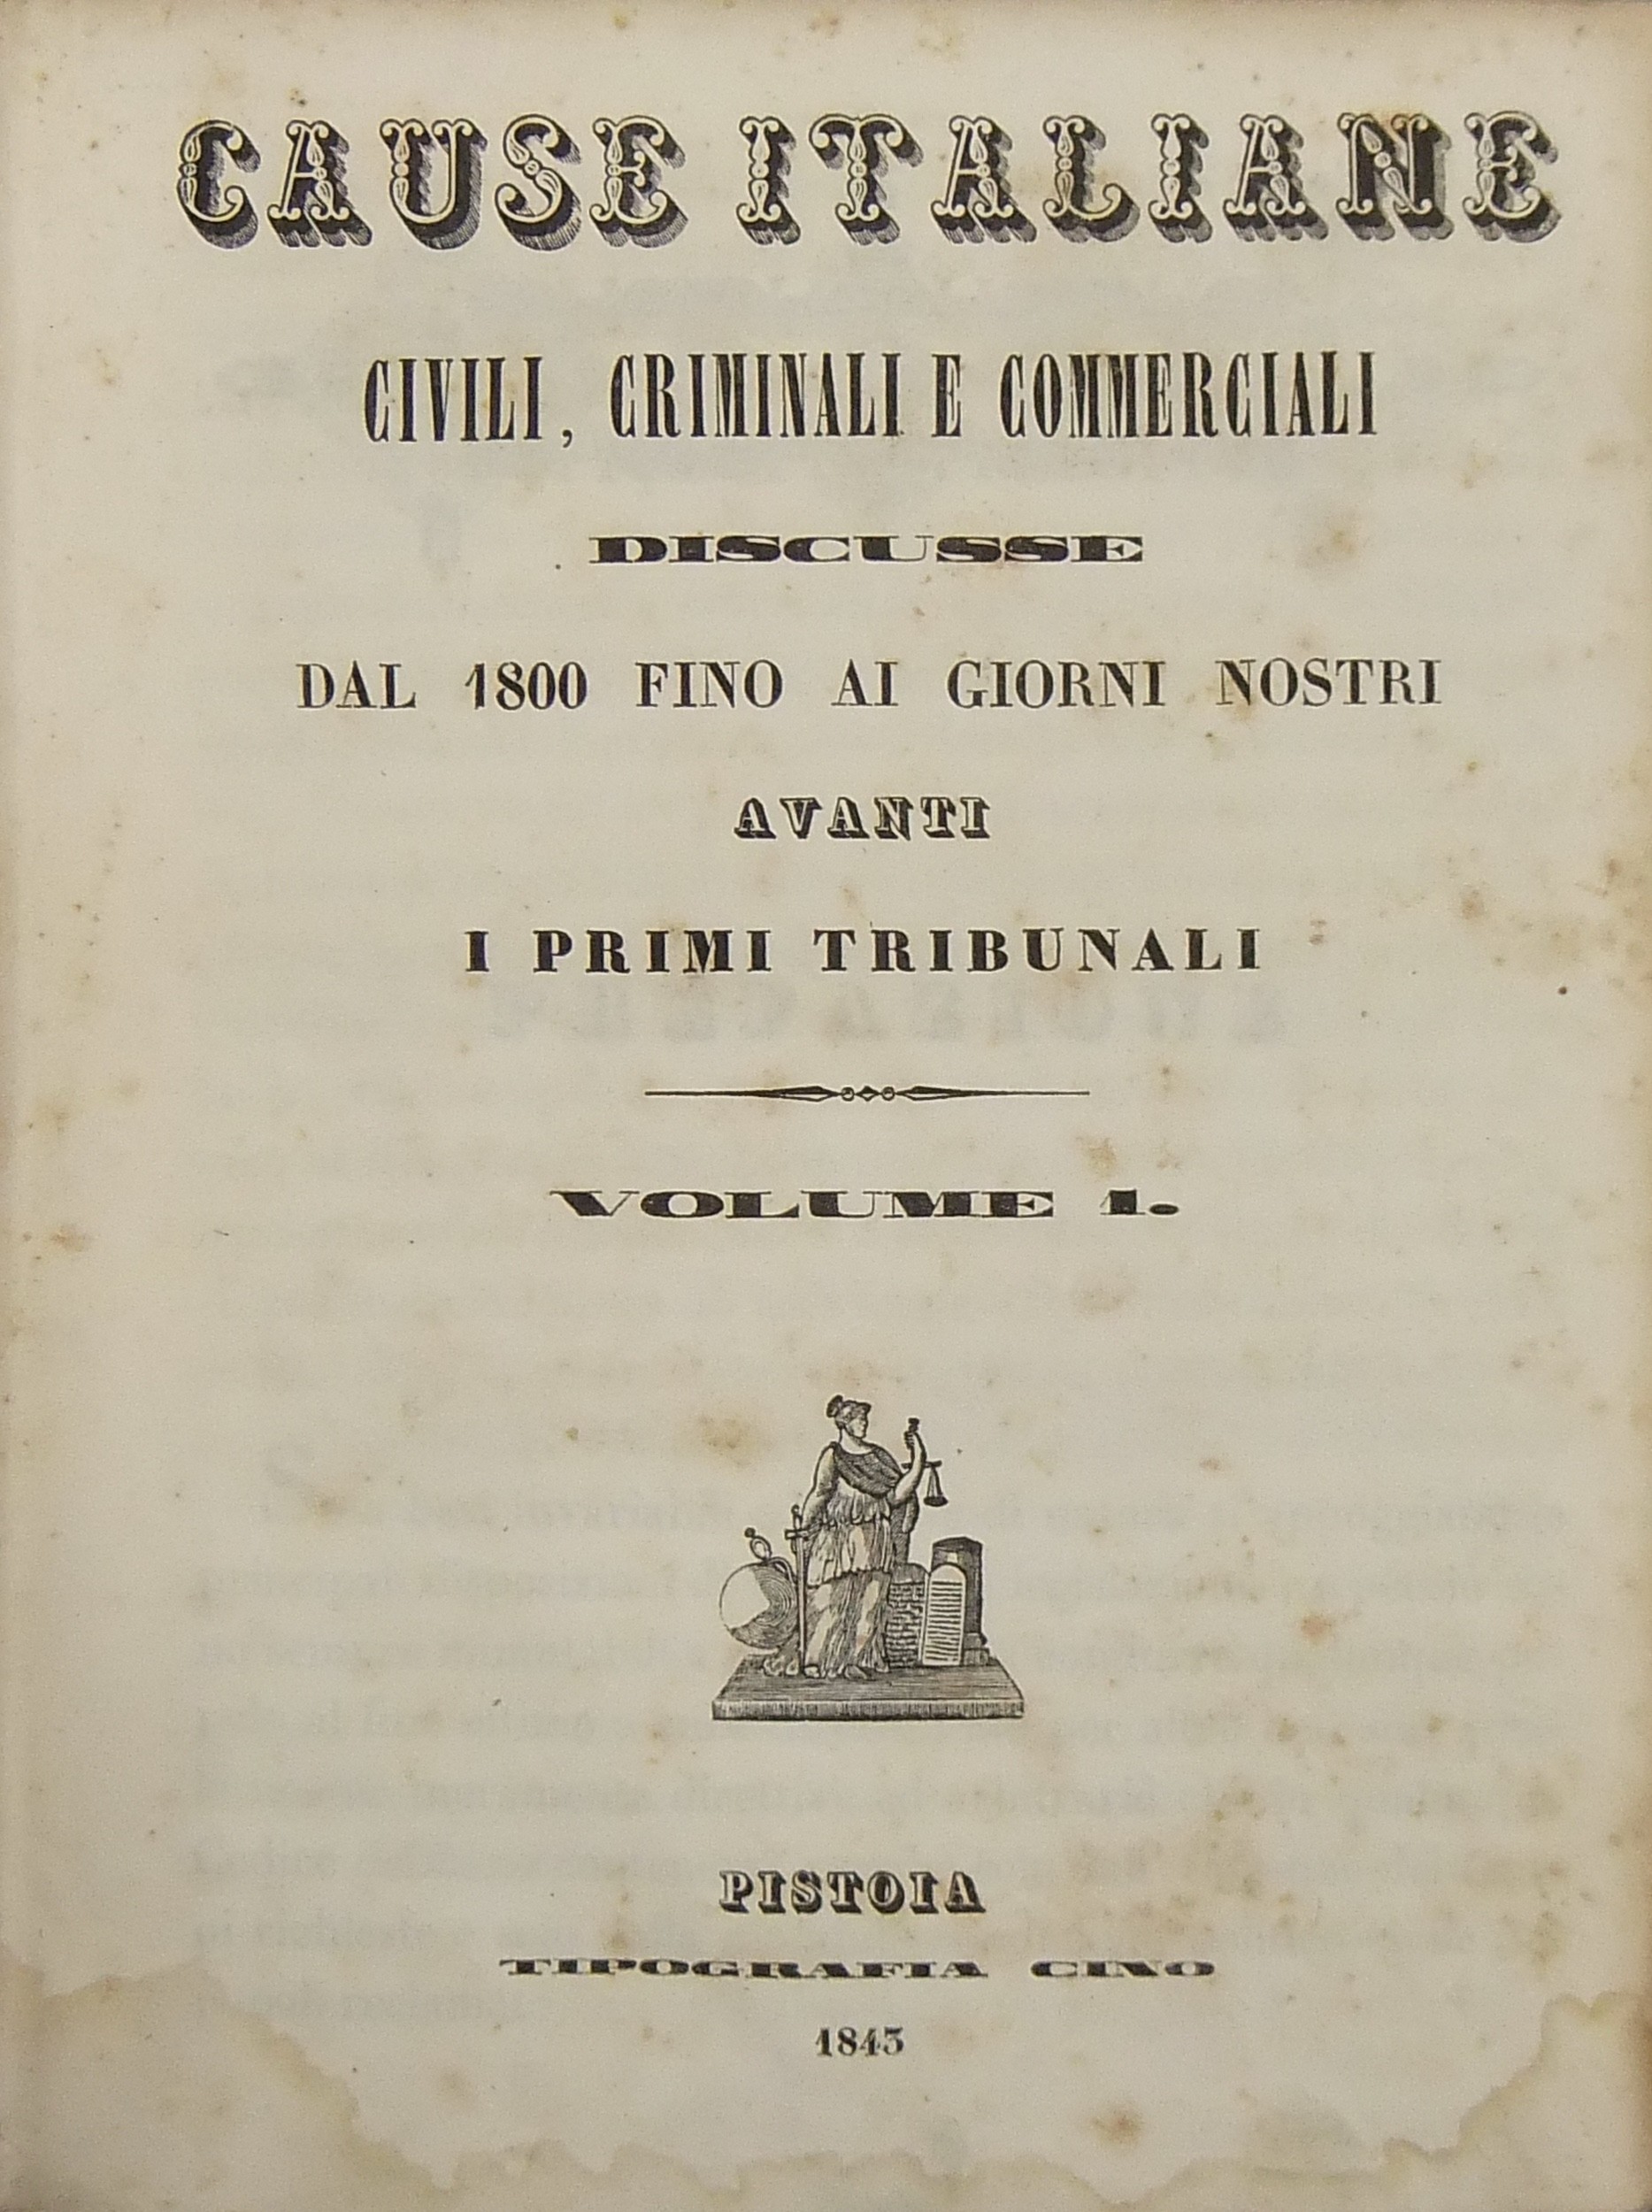 CAUSE ITALIANE
CIVILI, CRIMINALI E COMMERCIALI
DISCUSSE
DAL 1800 FINO AI GIORNI NOSTRI
AVANTI
I PRIMI TRIBUNALI
VOLUME 1.
PISTOIA
TIPOGRAFIA CINO
1843